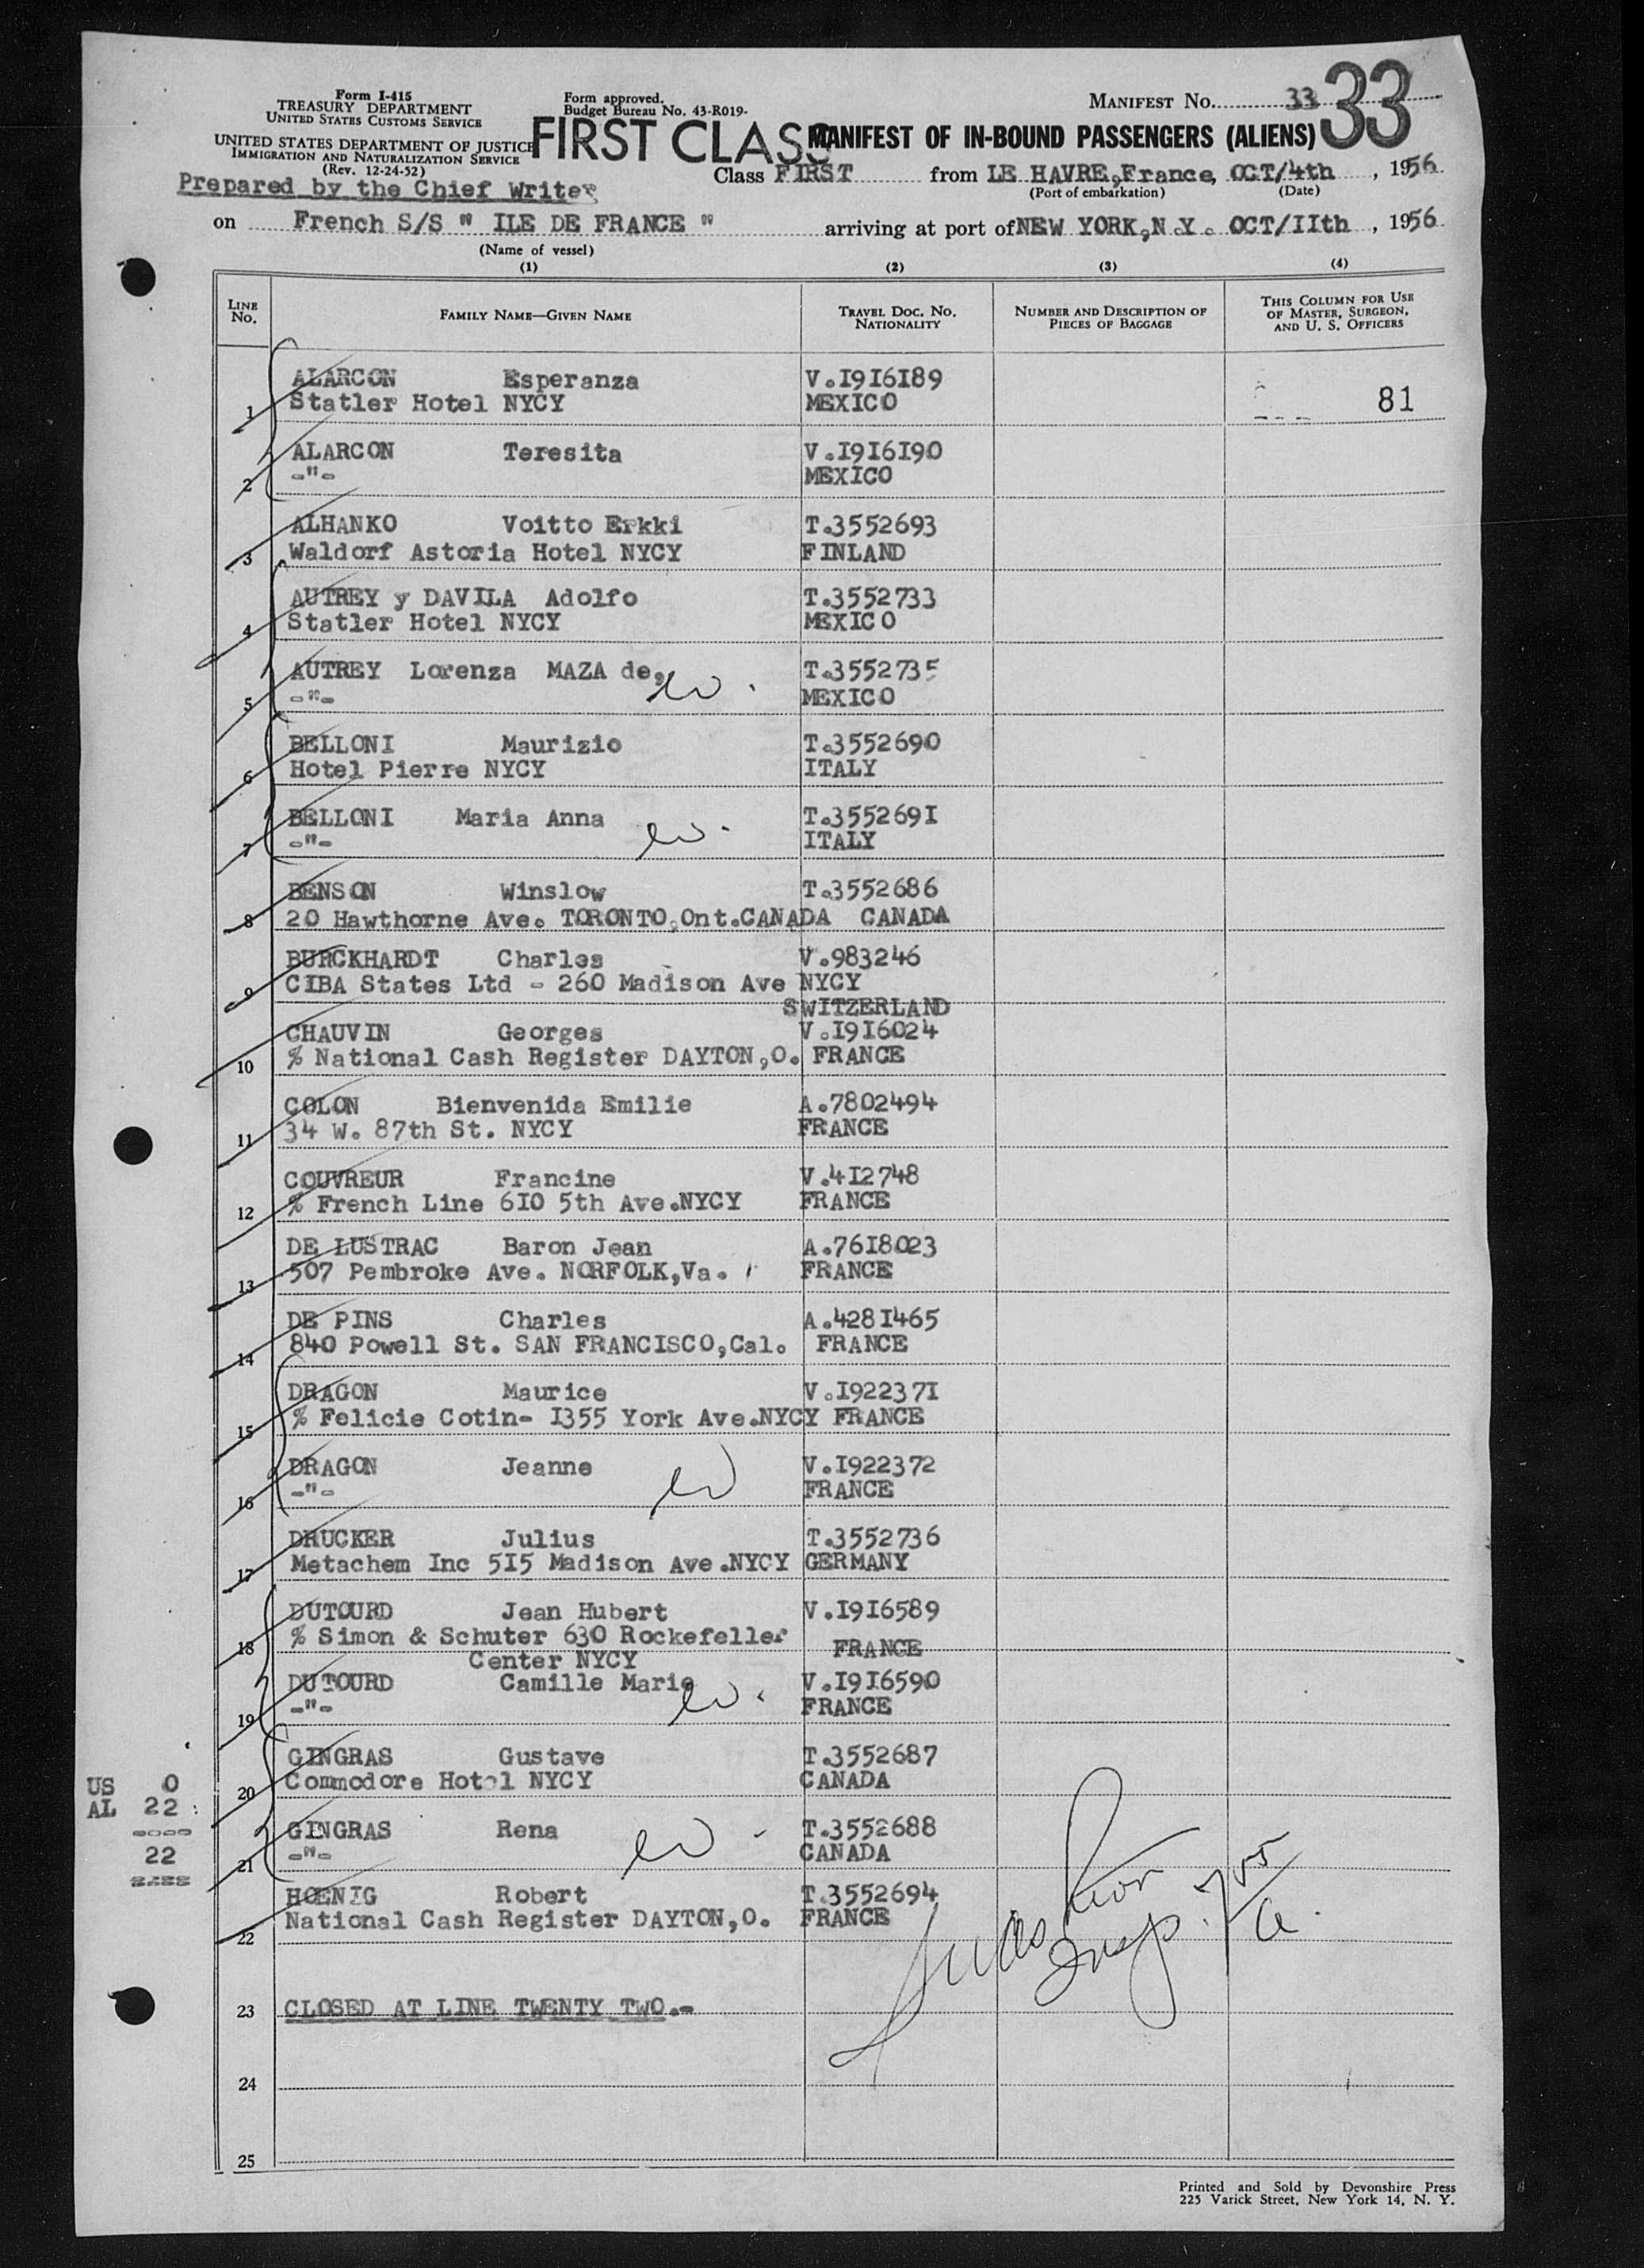 Form I-415
TREASURY DEPARTMENT
UNITED STATES CUSTOMS SERVICE
UNITED STATES DEPARTMENT OF JUSTICE
IMMIGRATION AND NATURALIZATION SERVICE
(Rev. 12-24-52)
Form approved.
Budget Bureau No. 43-R019-
FIRST CLASS
MANIFEST NO. 33
33
MANIFEST OF IN-BOUND PASSENGERS (ALIENS)
Prepared by the Chief Writer
Class FIRST from LE HAVRE,France, OCT/4th , 1956
(Port of embarkation) (Date)
on French S/S " ILE DE FRANCE " arriving at port of NEW YORK,N.Y. OCT/IIth , 1956
(Name of vessel)
(1) (2) (3) (4)
LINE NO. FAMILY NAME—GIVEN NAME TRAVEL DOC. NO. NATIONALITY NUMBER AND DESCRIPTION OF PIECES OF BAGGAGE THIS COLUMN FOR USE OF MASTER, SURGEON, AND U. S. OFFICERS
ALARCON Esperanza V.I9I6I89
1 Statler Hotel NYCY MEXICO 81
ALARCON Teresita V.I9I6I90
2 -"- MEXICO
ALHANKO Voitto Erkki T.3552693
3 Waldorf Astoria Hotel NYCY FINLAND
AUTREY y DAVILA Adolfo T.3552733
4 Statler Hotel NYCY MEXICO
AUTREY Lorenza MAZA de, T.3552735
5 -"- MEXICO
BELLONI Maurizio T.3552690
6 Hotel Pierre NYCY ITALY
BELLONI Maria Anna T.355269I
7 -"- ITALY
BENSON Winslow T.3552686
8 20 Hawthorne Ave. TORONTO,Ont.CANADA CANADA
BURCKHARDT Charles V.983246
9 CIBA States Ltd - 260 Madison Ave NYCY
SWITZERLAND
CHAUVIN Georges V.I9I6024
10 % National Cash Register DAYTON,O. FRANCE
COLON Bienvenida Emilie A.7802494
11 34 W. 87th St. NYCY FRANCE
COUVREUR Francine V.4I2748
12 % French Line 6I0 5th Ave.NYCY FRANCE
DE LUSTRAC Baron Jean A.76I8023
13 507 Pembroke Ave. NORFOLK,Va. FRANCE
DE PINS Charles A.428I465
14 840 Powell St. SAN FRANCISCO,Cal. FRANCE
DRAGON Maurice V.I92237I
15 % Felicie Cotin- I355 York Ave.NYCY FRANCE
DRAGON Jeanne V.I922372
16 -"- FRANCE
DRUCKER Julius T.3552736
17 Metachem Inc 5I5 Madison Ave.NYCY GERMANY
DUTOURD Jean Hubert V.I9I6589
18 % Simon & Schuter 630 Rockefeller FRANCE
Center NYCY
DUTOURD Camille Marie V.I9I6590
19 -"- FRANCE
GINGRAS Gustave T.3552687
20 Commodore Hotel NYCY CANADA
US 0
AL 22
22
GINGRAS Rena T.3552688
21 -"- CANADA
HOENIG Robert T.3552694
22 National Cash Register DAYTON,O. FRANCE
23 CLOSED AT LINE TWENTY TWO.-
24
25
Printed and Sold by Devonshire Press
225 Varick Street, New York 14, N. Y.